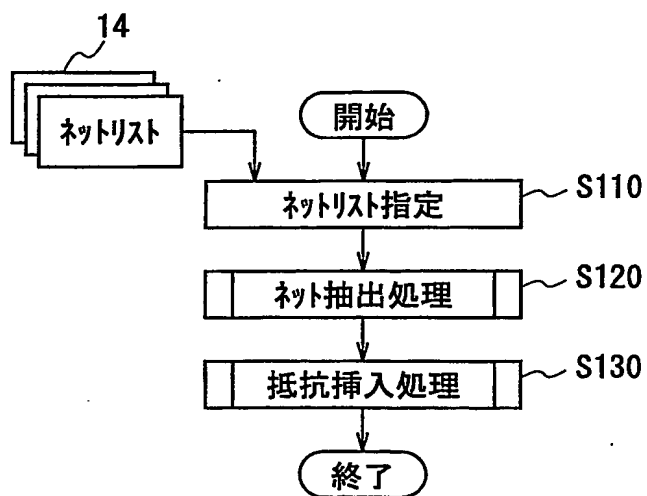 14
ネットリスト
開始
ネットリスト指定
S110
ネット抽出処理
S120
抵抗挿入処理
S130
終了